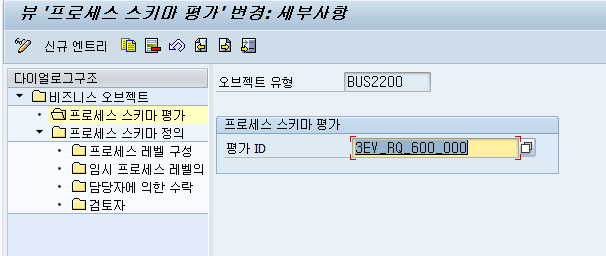 뷰 '프로세스 스키마 평가' 변경: 세부사항
신규 엔트리
다이얼로그구조
비즈니스 오브젝트
프로세스 스키마 평가
프로세스 스키마 정의
프로세스 레벨 구성
임시 프로세스 레벨의
담당자에 의한 수락
검토자
오브젝트 유형 BUS2200
프로세스 스키마 평가
평가 ID 3EV_RQ_600_000